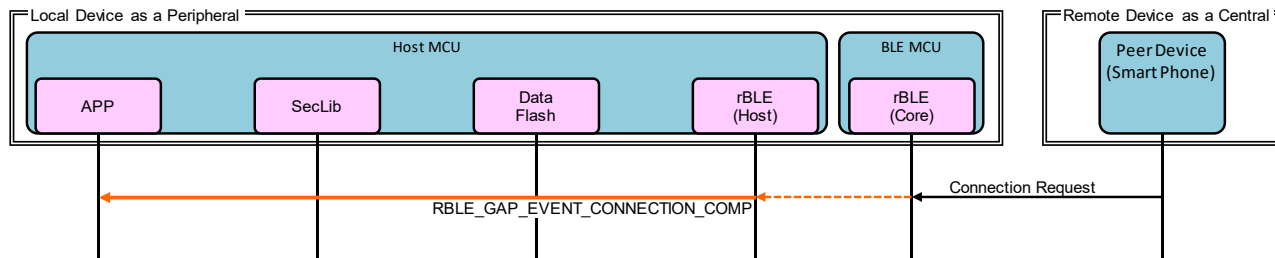 Local Device as a Peripheral
Remote Device as a Central
Host MCU
BLE MCU
Peer Device
(Smart Phone)
APP
SecLib
Data
Flash
rBLE
(Host)
rBLE
(Core)
Connection Request
RBLE_GAP_EVENT_CONNECTION_COMP